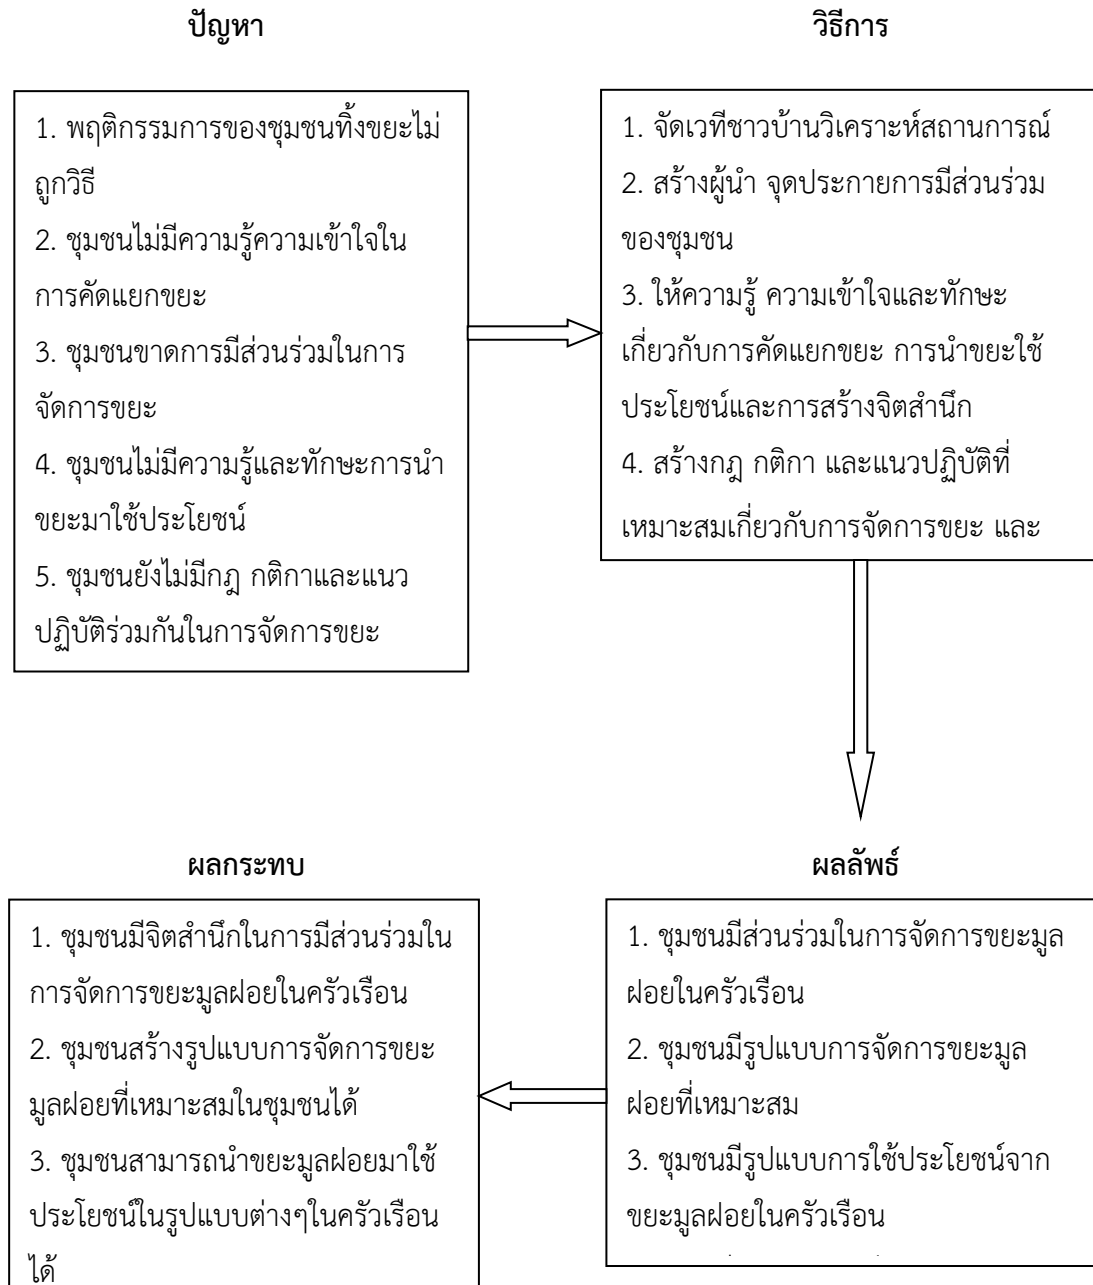 ปัญหา
1. พฤติกรรมการของชุมชนทิ้งขยะไม่
ถูกวิธี
2. ชุมชนไม่มีความรู้ความเข้าใจใน
การคัดแยกขยะ
3. ชุมชนขาดการมีส่วนร่วมในการ
จัดการขยะ
4. ชุมชนไม่มีความรู้และทักษะการนำ
ขยะมาใช้ประโยชน์
5. ชุมชนยังไม่มีกฎ กติกาและแนว
ปฏิบัติร่วมกันในการจัดการขยะ
วิธีการ
1. จัดเวทีชาวบ้านวิเคราะห์สถานการณ์
2. สร้างผู้นำ จุดประกายการมีส่วนร่วม
ของชุมชน
3. ให้ความรู้ ความเข้าใจและทักษะ
เกี่ยวกับการคัดแยกขยะ การนำขยะใช้
ประโยชน์และการสร้างจิตสำนึก
4. สร้างกฎ กติกา และแนวปฏิบัติที่
เหมาะสมเกี่ยวกับการจัดการขยะ และ
ผลลัพธ์
1. ชุมชนมีส่วนร่วมในการจัดการขยะมูล
ฝอยในครัวเรือน
2. ชุมชนมีรูปแบบการจัดการขยะมูล
ฝอยที่เหมาะสม
3. ชุมชนมีรูปแบบการใช้ประโยชน์จาก
ขยะมูลฝอยในครัวเรือน
ผลกระทบ
1. ชุมชนมีจิตสำนึกในการมีส่วนร่วมใน
การจัดการขยะมูลฝอยในครัวเรือน
2. ชุมชนสร้างรูปแบบการจัดการขยะ
มูลฝอยที่เหมาะสมในชุมชนได้
3. ชุมชนสามารถนำขยะมูลฝอยมาใช้
ประโยชน์ในรูปแบบต่างๆในครัวเรือน
ได้